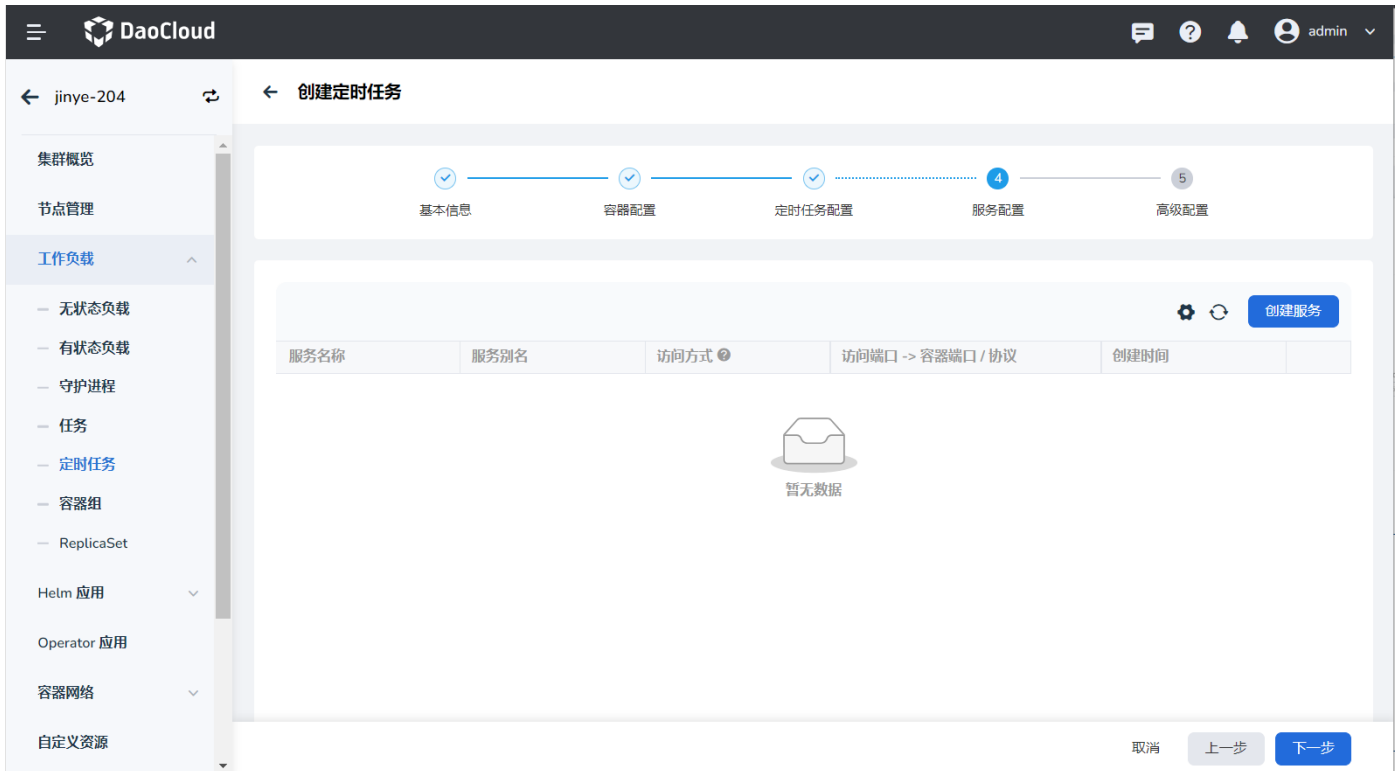 DaoCloud
admin
jinye-204
创建定时任务
集群概览
节点管理
工作负载
无状态负载
有状态负载
守护进程
任务
定时任务
容器组
ReplicaSet
Helm 应用
Operator 应用
容器网络
自定义资源
4
5
基本信息
容器配置
定时任务配置
服务配置
高级配置
创建服务
服务名称
服务别名
访问方式
访问端口 -> 容器端口 / 协议
创建时间
暂无数据
取消
上一步
下一步